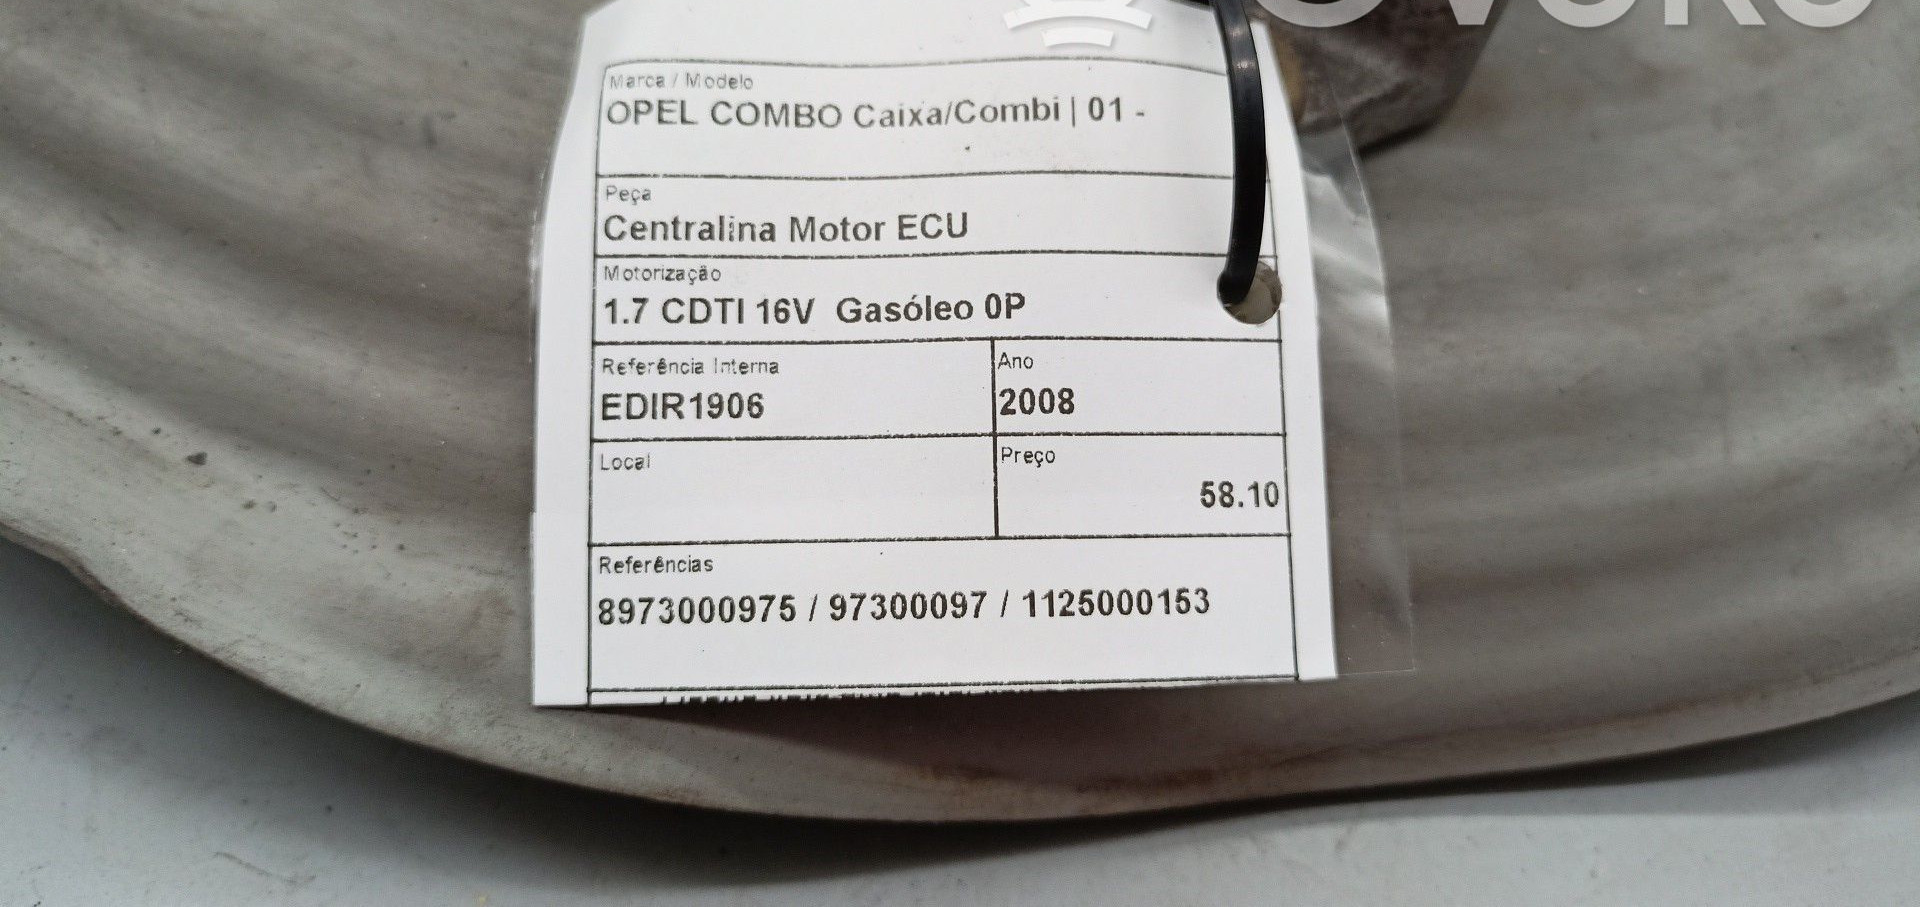 Marca / Modelo
OPEL COMBO Caixa/Combi | 01 -
Peça
Centralina Motor ECU
Motorização
1.7 CDTI 16V Gasóleo 0P
Referência Interna
EDIR1906
Ano
2008
Local
Preço
58.10
Referências
8973000975 / 97300097 / 1125000153